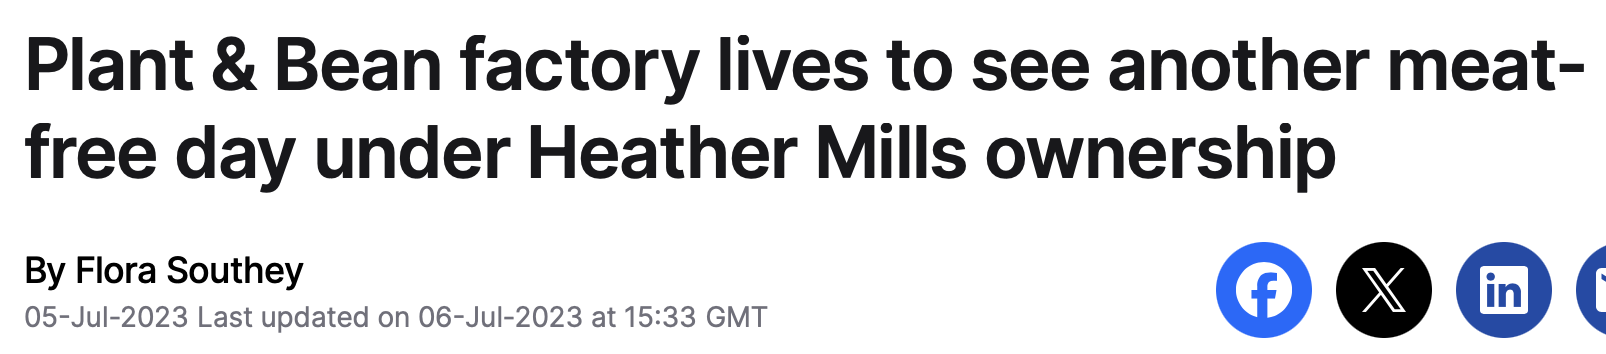 Plant & Bean factory lives to see another meat-
free day under Heather Mills ownership
By Flora Southey
05-Jul-2023 Last updated on 06-Jul-2023 at 15:33 GMT